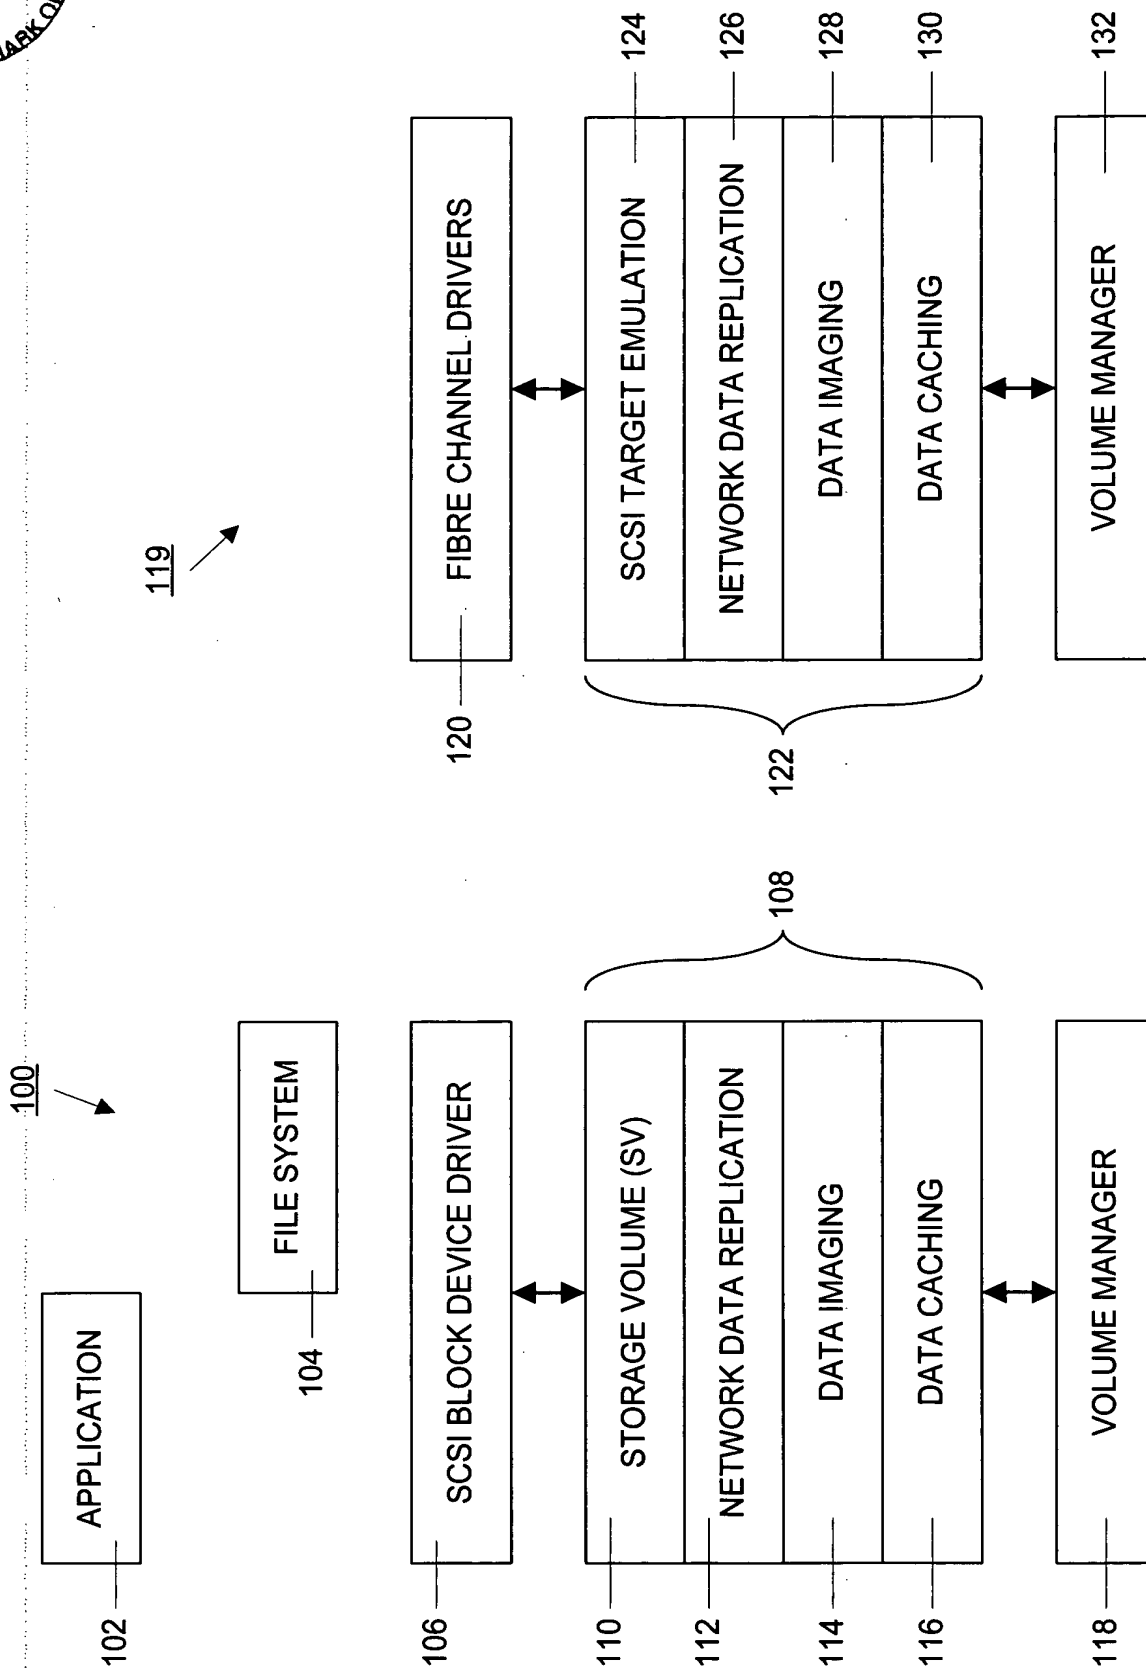 100
APPLICATION
102
FILE SYSTEM
104
SCSI BLOCK DEVICE DRIVER
106
108
STORAGE VOLUME (SV)
110
NETWORK DATA REPLICATION
112
DATA IMAGING
114
DATA CACHING
116
VOLUME MANAGER
118
119
FIBRE CHANNEL DRIVERS
120
122
SCSI TARGET EMULATION
124
NETWORK DATA REPLICATION
126
DATA IMAGING
128
DATA CACHING
130
VOLUME MANAGER
132